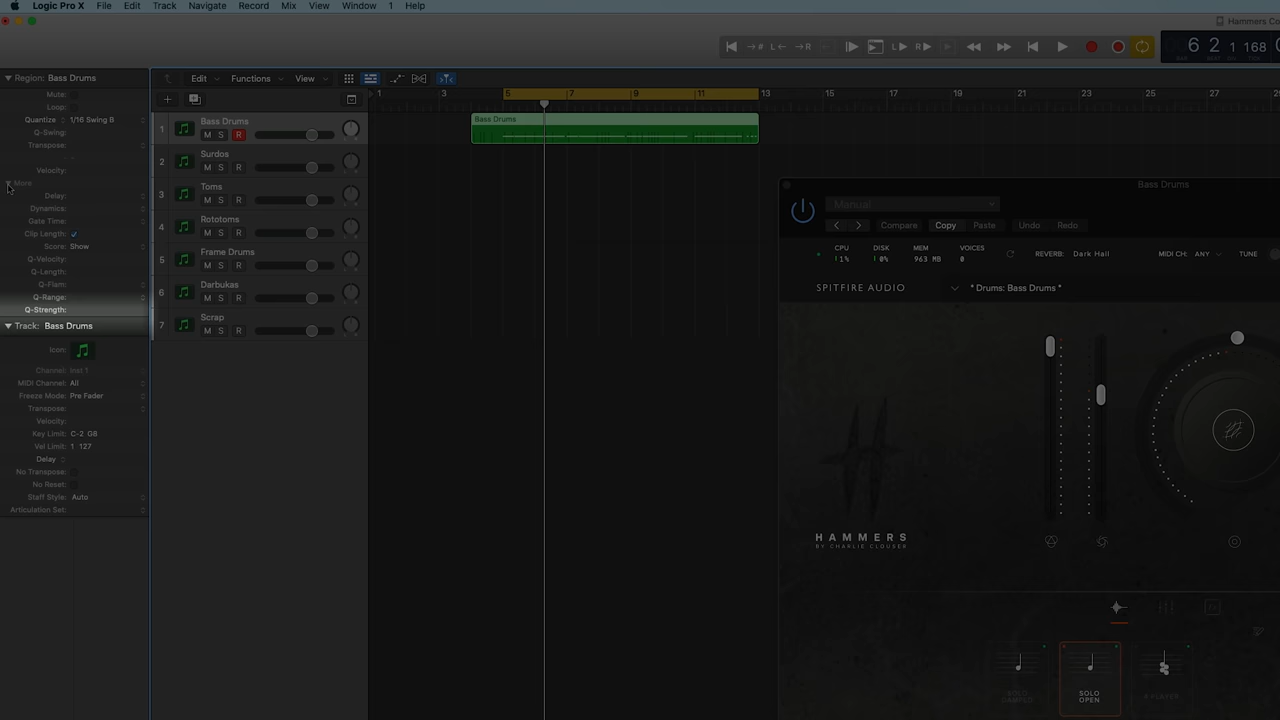 Logic Pro X File Edit Track Navigate Record Mix View Window 1 Help
Hammers Co
6 2 1 168
BAR BEAT
Region: Bass Drums
Edit Functions View
Mute:
Loop:
Quantize 1/16 Swing B
Q-Swing:
Transpose:
Velocity:
More
Delay:
Dynamics:
Gate Time:
Clip Length:
Score: Show
Q-Velocity:
Q-Length:
Q-Flam:
Q-Range:
Q-Strength:
Track: Bass Drums
Icon:
Channel: Inst 1
MIDI Channel: All
Freeze Mode: Pre Fader
Transpose:
Velocity:
Key Limit: C-2 G8
Vel Limit: 1 127
Delay
No Transpose:
No Reset:
Staff Style: Auto
Articulation Set:
1 3 5 7 9 11 13 15 17 19 21 23 25 27
1 Bass Drums
M S R
2 Surdos
M S R
3 Toms
M S R
4 Rototoms
M S R
5 Frame Drums
M S R
6 Darbukas
M S R
7 Scrap
M S R
Bass Drums
Bass Drums
Manual
Compare Copy Paste Undo Redo
CPU DISK MEM VOICES
1% 0% 963 MB 0
REVERB: Dark Hall MIDI CH: ANY TUNE
SPITFIRE AUDIO * Drums: Bass Drums *
HAMMERS
BY CHARLIE CLOUSER
SOLO
DAMPED
SOLO
OPEN